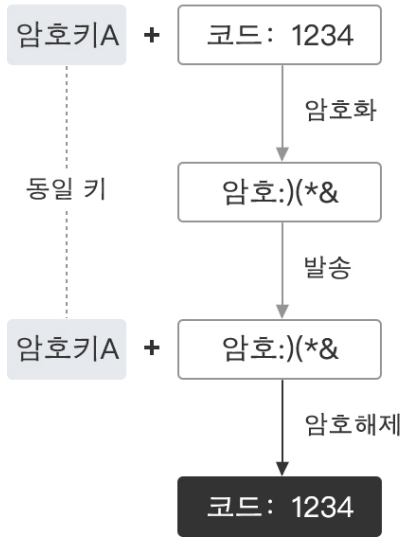 암호키A + 코드: 1234
암호화
동일 키
암호:)(*&
발송
암호키A + 암호:)(*&
암호해제
코드: 1234